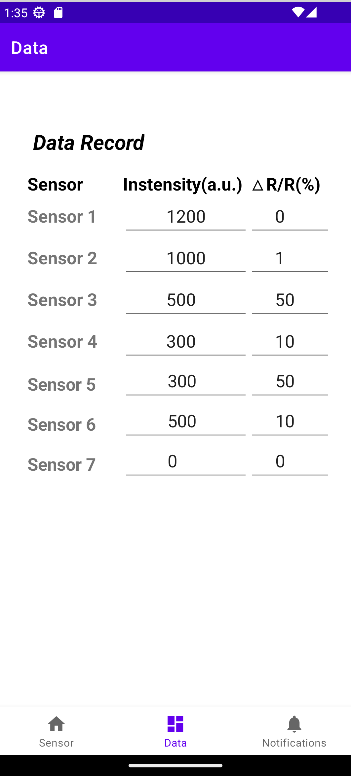 1:35
Data
Data Record
Sensor Instensity(a.u.) △R/R(%)
Sensor 1 1200 0
Sensor 2 1000 1
Sensor 3 500 50
Sensor 4 300 10
Sensor 5 300 50
Sensor 6 500 10
Sensor 7 0 0
Sensor Data Notifications